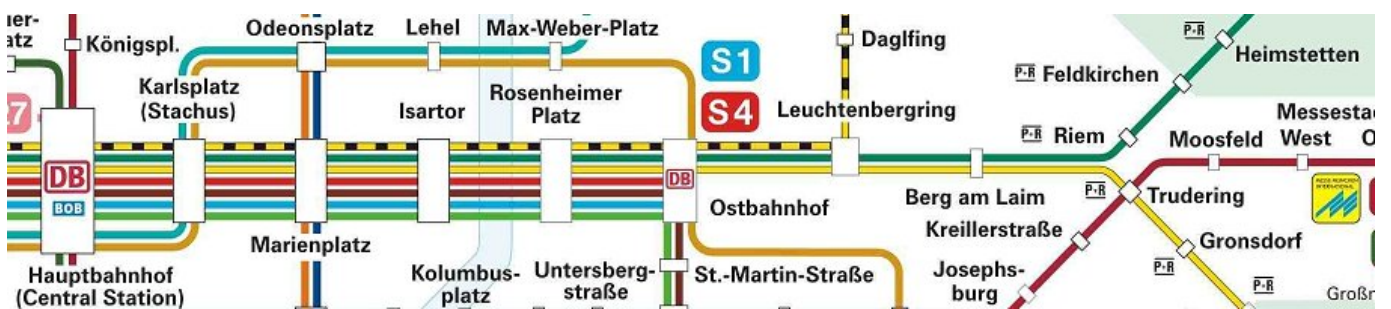 Königspl.
Odeonsplatz
Lehel
Max-Weber-Platz
Daglfing
P+R
Heimstetten
P+R Feldkirchen
Karlsplatz
(Stachus)
Isartor
Rosenheimer
Platz
S1
S4
Leuchtenbergring
P+R Riem
Moosfeld
West
DB
BOB
DB
Ostbahnhof
Berg am Laim
P+R
Trudering
Marienplatz
Kreillerstraße
Gronsdorf
P+R
Hauptbahnhof
(Central Station)
Kolumbus-
platz
Untersberg-
straße
St.-Martin-Straße
Josephs-
burg
P+R